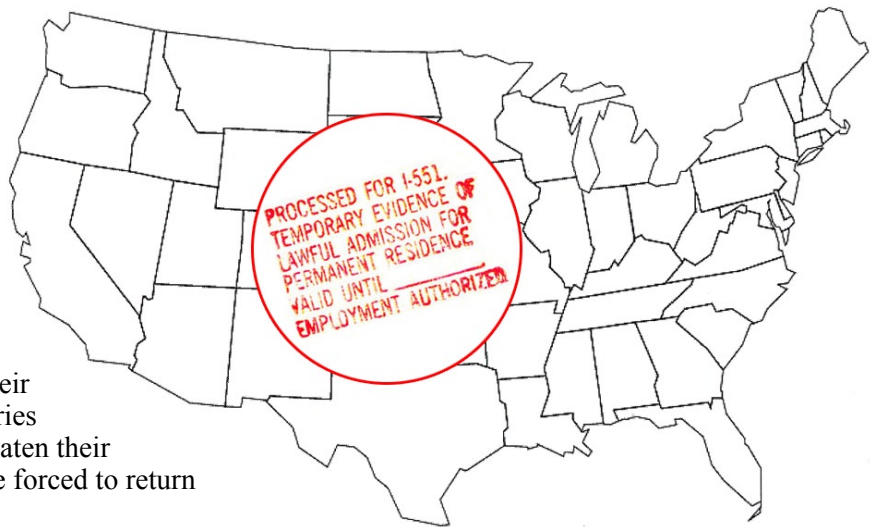 PROCESSED FOR I-551.
TEMPORARY EVIDENCE OF
LAWFUL ADMISSION FOR
PERMANENT RESIDENCE
VALID UNTIL
EMPLOYMENT AUTHORIZED
eir
ries
aten their
e forced to return